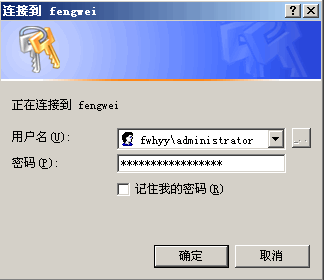 连接到 fengwei
正在连接到 fengwei
用户名(U):
fwhyy\administrator
密码(P):
*****************
记住我的密码(R)
确定
取消